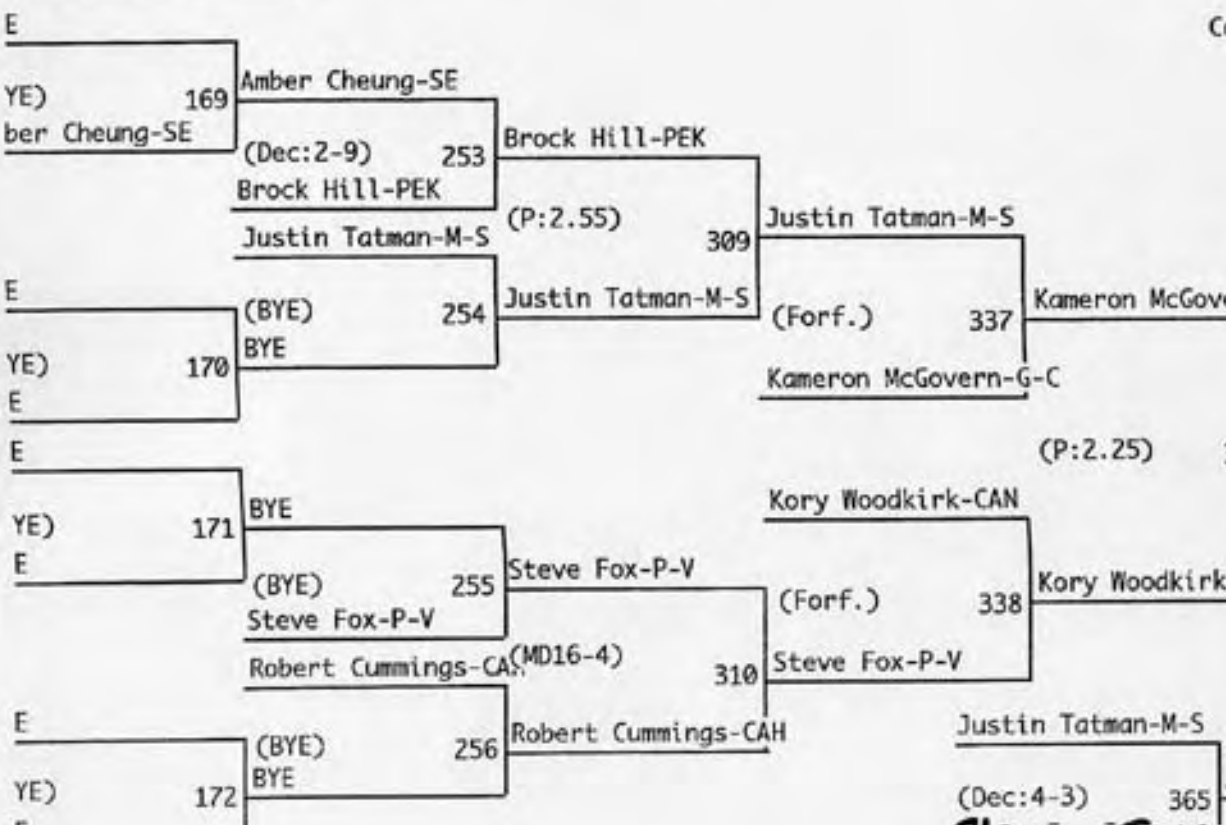 E
Amber Cheung-SE
YE) 169
ber Cheung-SE
(Dec:2-9) 253
Brock Hill-PEK
Brock Hill-PEK
(P:2.55)
Justin Tatman-M-S
309
Justin Tatman-M-S
E
(BYE) 254
Justin Tatman-M-S
(Forf.) 337
Kameron McGov
BYE
YE) 170
Kameron McGovern-G-C
E
E
(P:2.25)
Kory Woodkirk-CAN
BYE
YE) 171
E
(BYE) 255
Steve Fox-P-V
Steve Fox-P-V
(Forf.) 338
Kory Woodkirk
Robert Cummings-CA
(MD16-4)
310
Steve Fox-P-V
E
(BYE) 256
Robert Cummings-CAH
Justin Tatman-M-S
BYE
YE) 172
(Dec:4-3) 365